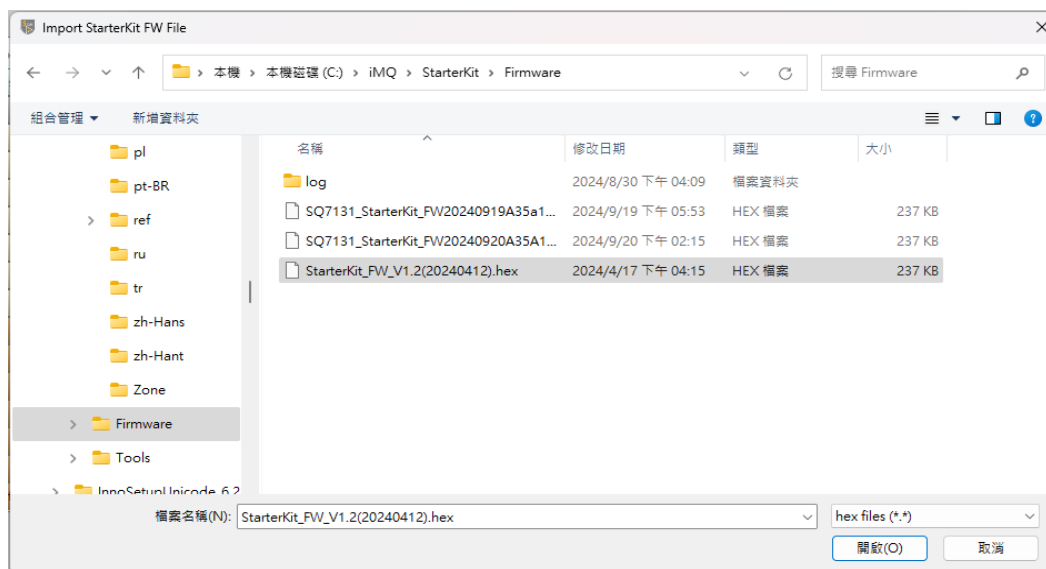 Import StarterKit FW File
本機 > 本機磁碟 (C:) > iMQ > StarterKit > Firmware
搜尋 Firmware
組合管理
新增資料夾
pl
pt-BR
ref
ru
tr
zh-Hans
zh-Hant
Zone
Firmware
Tools
InnoSetupUnicode_6.2
名稱 修改日期 類型 大小
log 2024/8/30 下午 04:09 檔案資料夾
SQ7131_StarterKit_FW20240919A35a1... 2024/9/19 下午 05:53 HEX 檔案 237 KB
SQ7131_StarterKit_FW20240920A35A1... 2024/9/20 下午 02:15 HEX 檔案 237 KB
StarterKit_FW_V1.2(20240412).hex 2024/4/17 下午 04:15 HEX 檔案 237 KB
檔案名稱(N): StarterKit_FW_V1.2(20240412).hex
hex files (*.*)
開啟(O) 取消